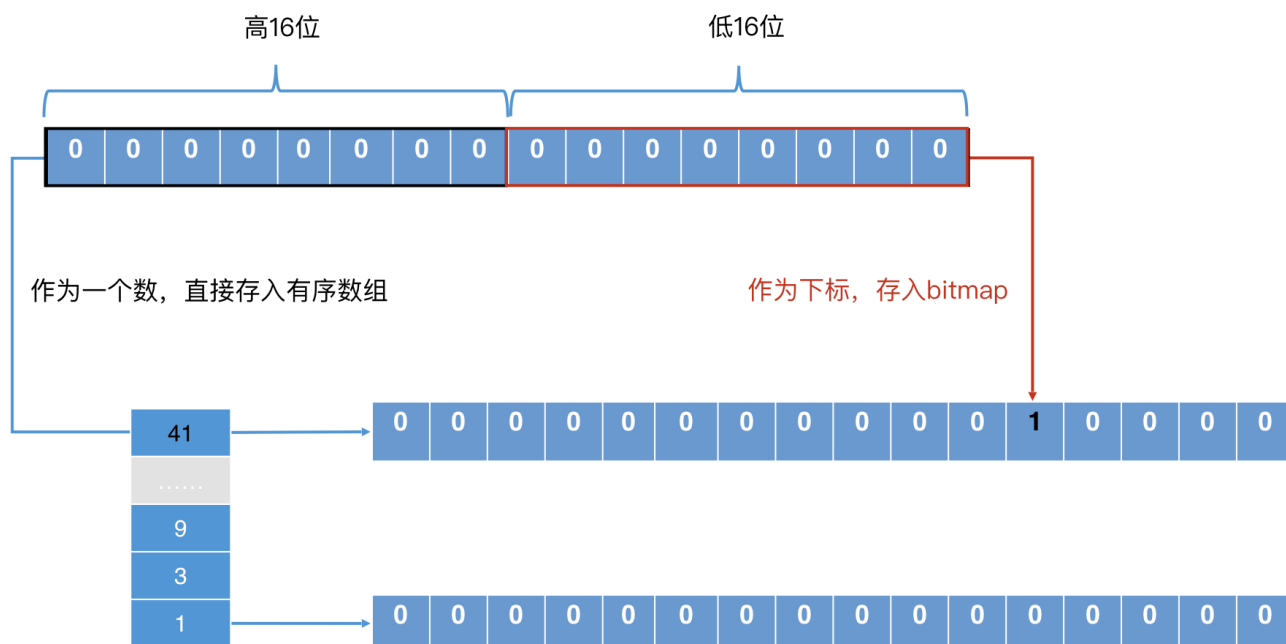 高16位 低16位
0 0 0 0 0 0 0 0 0 0 0 0 0 0 0 0
作为一个数，直接存入有序数组 作为下标，存入bitmap
41 0 0 0 0 0 0 0 0 0 0 0 1 0 0 0 0
......
9
3
1 0 0 0 0 0 0 0 0 0 0 0 0 0 0 0 0